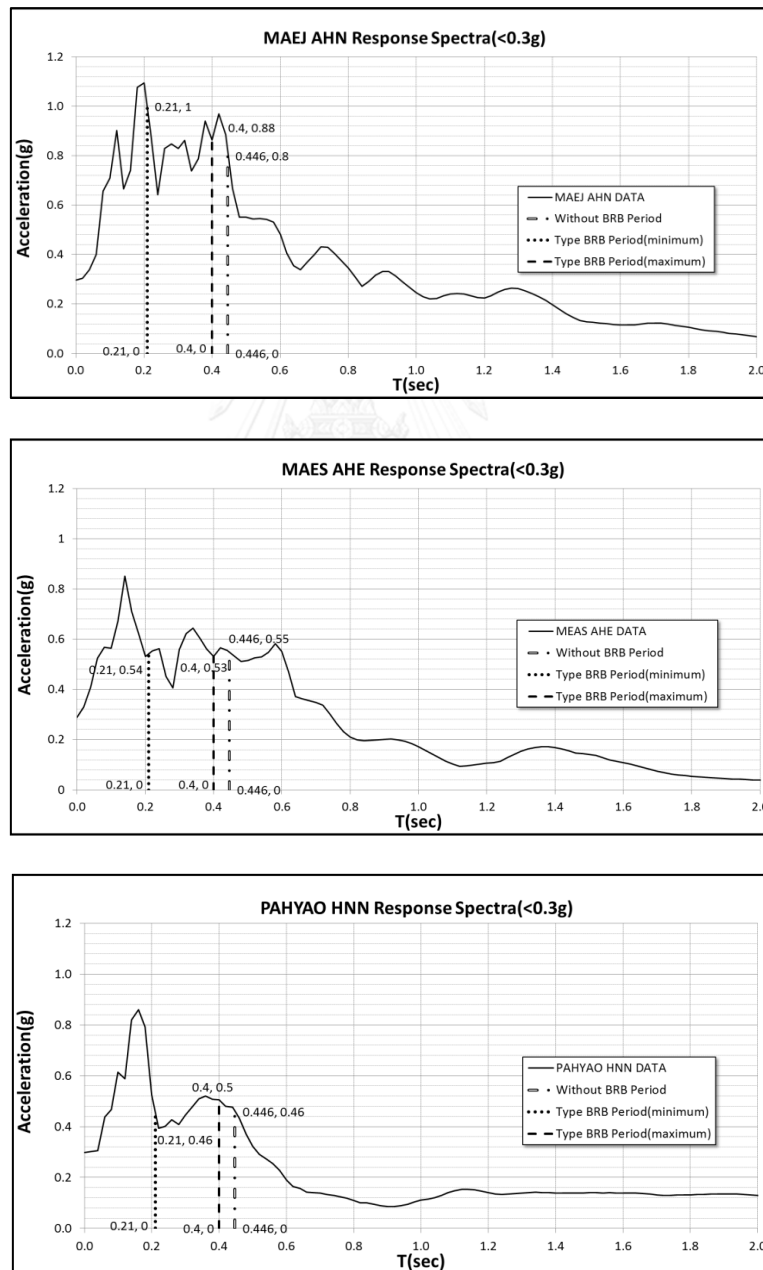 MAEJ AHN Response Spectra(<0.3g)
1.2
1.0
0.8
0.6
0.4
0.2
0.0
Acceleration(g)
0.21, 1
0.4, 0.88
0.446, 0.8
MAEJ AHN DATA
Without BRB Period
Type BRB Period(minimum)
Type BRB Period(maximum)
0.21, 0
0.4, 0
0.446, 0
0.0 0.2 0.4 0.6 0.8 1.0 1.2 1.4 1.6 1.8 2.0
T(sec)
MAES AHE Response Spectra(<0.3g)
1.2
1
0.8
0.6
0.4
0.2
0
Acceleration(g)
0.446, 0.55
0.21, 0.54
0.4, 0.53
MEAS AHE DATA
Without BRB Period
Type BRB Period(minimum)
Type BRB Period(maximum)
0.21, 0
0.4, 0
0.446, 0
0.0 0.2 0.4 0.6 0.8 1.0 1.2 1.4 1.6 1.8 2.0
T(sec)
PAHYAO HNN Response Spectra(<0.3g)
1.2
1.0
0.8
0.6
0.4
0.2
0.0
Acceleration(g)
0.4, 0.5
0.446, 0.46
0.21, 0.46
PAHYAO HNN DATA
Without BRB Period
Type BRB Period(minimum)
Type BRB Period(maximum)
0.21, 0
0.4, 0
0.446, 0
0.0 0.2 0.4 0.6 0.8 1.0 1.2 1.4 1.6 1.8 2.0
T(sec)